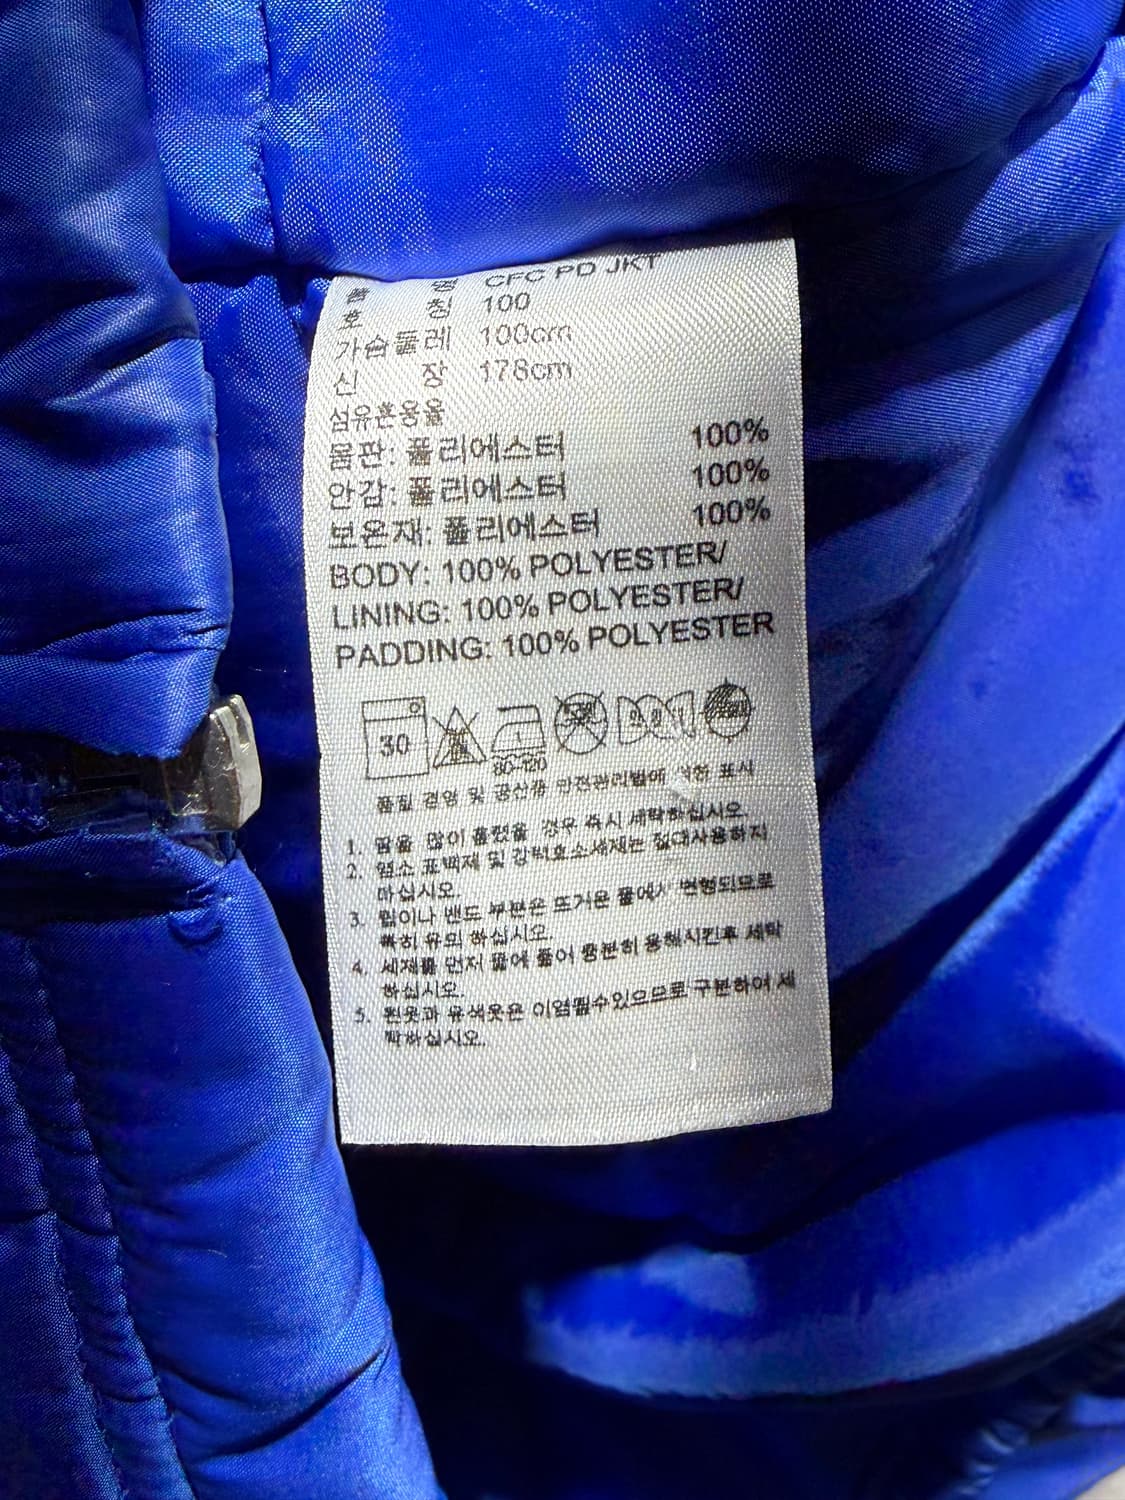 품 명 CFC PD JKT
호 칭 100
가슴둘레 100cm
신 장 178cm
섬유혼용율
몸판: 폴리에스터 100%
안감: 폴리에스터 100%
보온재: 폴리에스터 100%
BODY: 100% POLYESTER/
LINING: 100% POLYESTER/
PADDING: 100% POLYESTER
30 80-120
품질 경영 및 공산품 안전관리법에 의한 표시
1. 땀을 많이 흘렸을 경우 즉시 세탁하십시오.
2. 염소 표백제 및 강력효소세제는 절대사용하지
마십시오.
3. 립이나 밴드 부분은 뜨거운 물에서 변형되므로
특히 유의 하십시오.
4. 세제를 먼저 물에 풀어 충분히 용해시킨후 세탁
하십시오.
5. 흰옷과 유색옷은 이염될수있으므로 구분하여 세
탁하십시오.